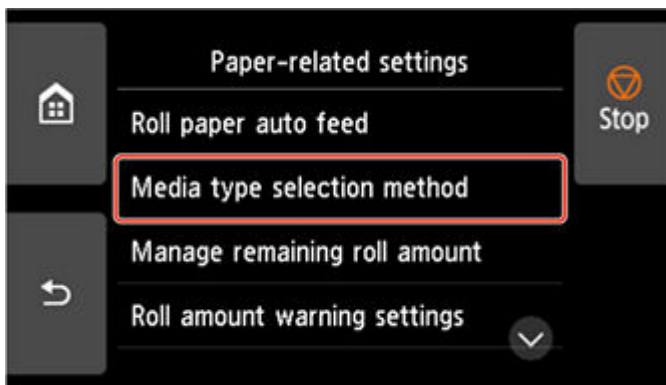 Paper-related settings
Stop
Roll paper auto feed
Media type selection method
Manage remaining roll amount
Roll amount warning settings